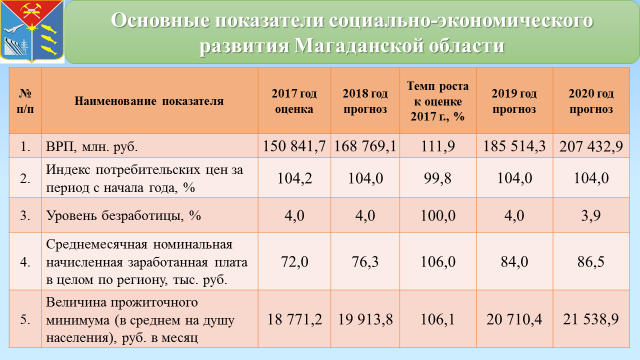 Основные показатели социально-экономического
развития Магаданской области
№
п/п
Наименование показателя
2017 год
оценка
2018 год
прогноз
Темп роста
к оценке
2017 г., %
2019 год
прогноз
2020 год
прогноз
1. ВРП, млн. руб. 150 841,7 168 769,1 111,9 185 514,3 207 432,9
2. Индекс потребительских цен за
период с начала года, % 104,2 104,0 99,8 104,0 104,0
3. Уровень безработицы, % 4,0 4,0 100,0 4,0 3,9
4. Среднемесячная номинальная
начисленная заработанная плата
в целом по региону, тыс. руб. 72,0 76,3 106,0 84,0 86,5
5. Величина прожиточного
минимума (в среднем на душу
населения), руб. в месяц 18 771,2 19 913,8 106,1 20 710,4 21 538,9